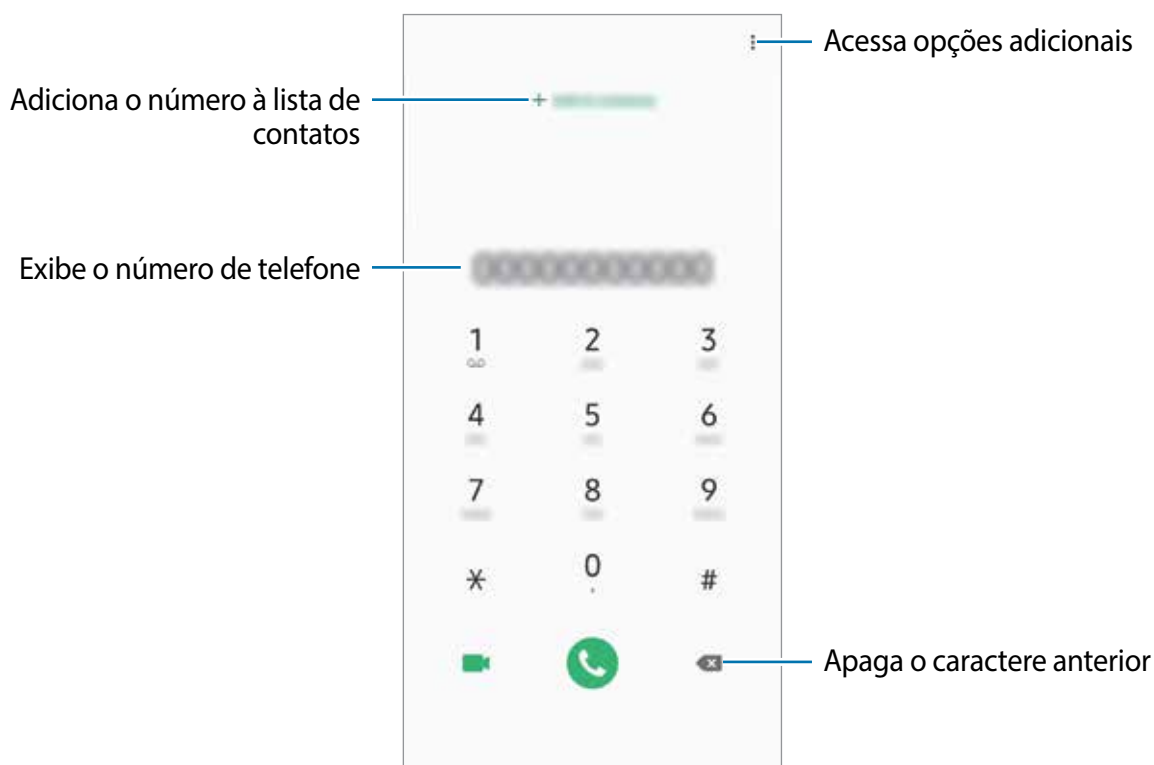 Acessa opções adicionais
Adiciona o número à lista de
contatos
+
Exibe o número de telefone
1 2 3
4 5 6
7 8 9
* 0 #
Apaga o caractere anterior